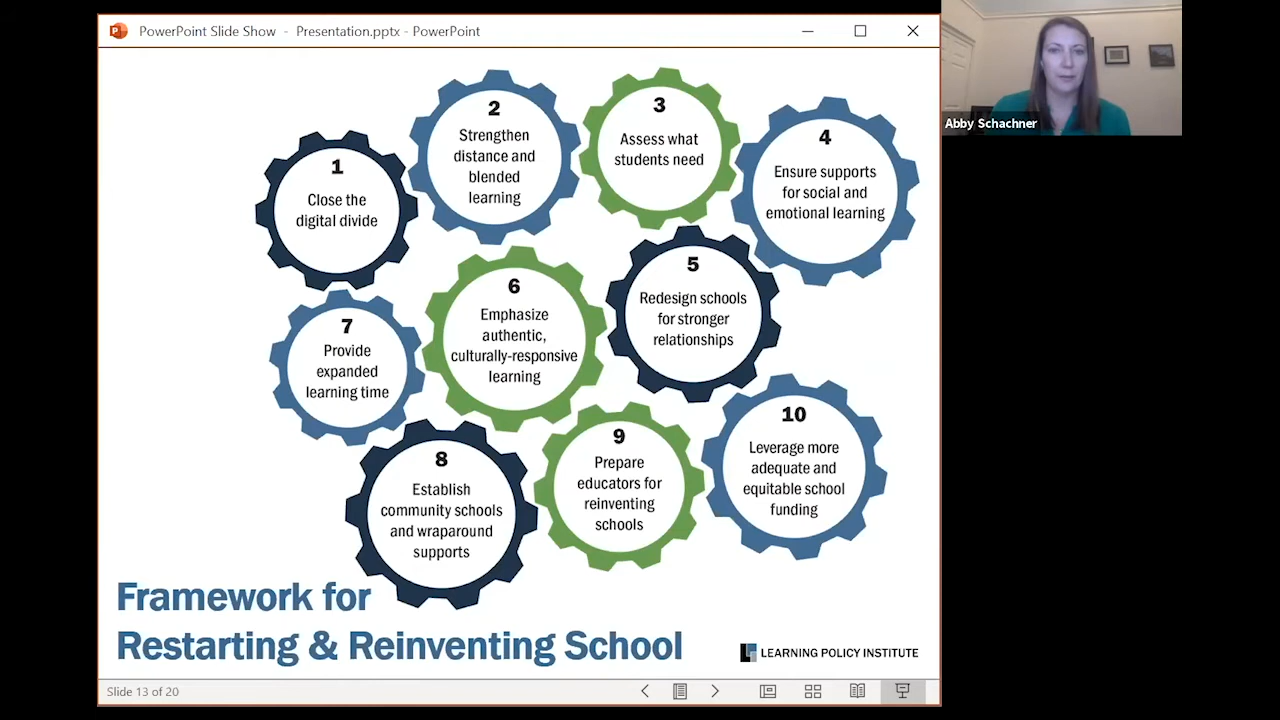 PowerPoint Slide Show - Presentation.pptx - PowerPoint
Abby Schachner
1
Close the
digital divide
2
Strengthen
distance and
blended
learning
3
Assess what
students need
4
Ensure supports
for social and
emotional learning
5
Redesign schools
for stronger
relationships
6
Emphasize
authentic,
culturally-responsive
learning
7
Provide
expanded
learning time
8
Establish
community schools
and wraparound
supports
9
Prepare
educators for
reinventing
schools
10
Leverage more
adequate and
equitable school
funding
Framework for
Restarting & Reinventing School
LEARNING POLICY INSTITUTE
Slide 13 of 20